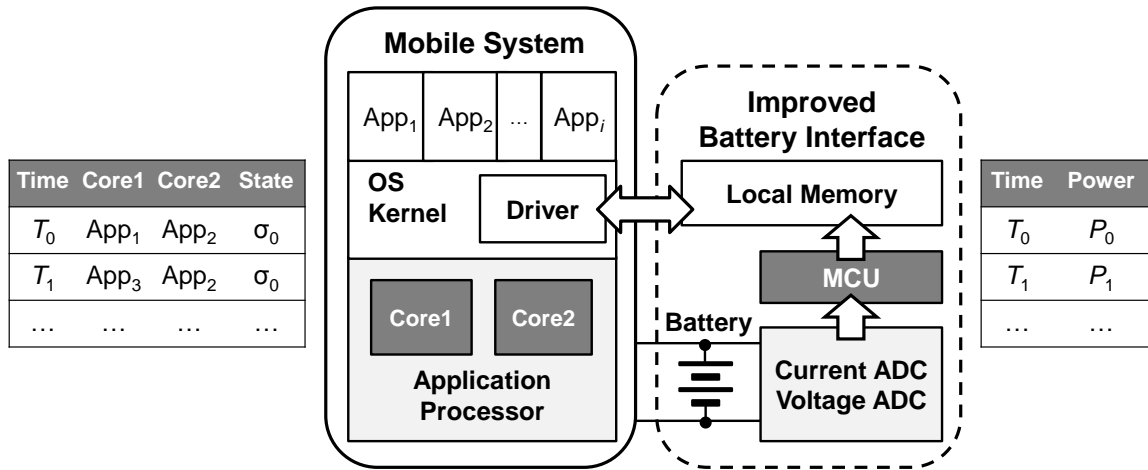 Time Core1 Core2 State
T0 App1 App2 σ0
T1 App3 App2 σ0
… … … …
Mobile System
App1 App2 … Appi
OS
Kernel
Driver
Core1 Core2
Application
Processor
Improved
Battery Interface
Local Memory
MCU
Battery
Current ADC
Voltage ADC
Time Power
T0 P0
T1 P1
… …